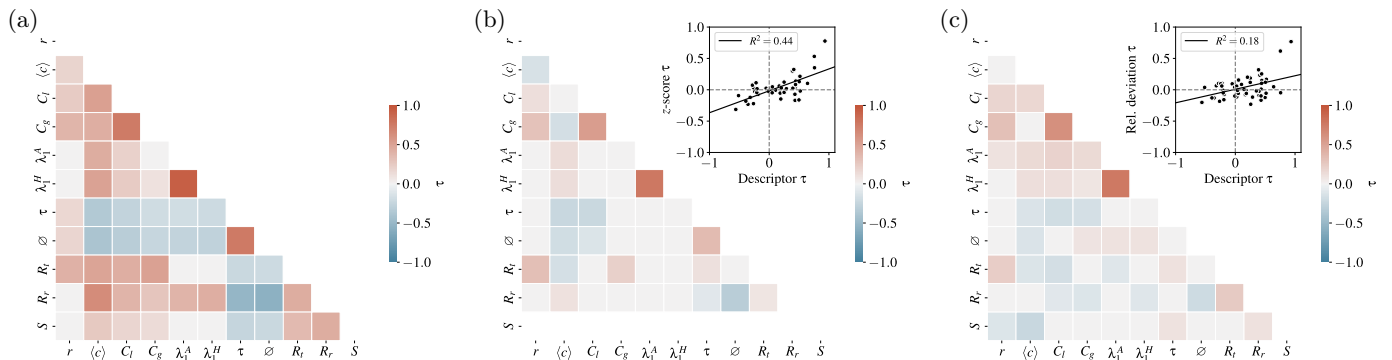 (a)
r
⟨c⟩
C_l
C_g
λ_1^A
λ_1^H
τ
∅
R_t
R_r
S
r
⟨c⟩
C_l
C_g
λ_1^A
λ_1^H
τ
∅
R_t
R_r
S
1.0
0.5
0.0
−0.5
−1.0
τ
(b)
r
⟨c⟩
C_l
C_g
λ_1^A
λ_1^H
τ
∅
R_t
R_r
S
r
⟨c⟩
C_l
C_g
λ_1^A
λ_1^H
τ
∅
R_t
R_r
S
1.0
0.5
0.0
−0.5
−1.0
z-score τ
R² = 0.44
−1
0
1
Descriptor τ
1.0
0.5
0.0
−0.5
−1.0
τ
(c)
r
⟨c⟩
C_l
C_g
λ_1^A
λ_1^H
τ
∅
R_t
R_r
S
r
⟨c⟩
C_l
C_g
λ_1^A
λ_1^H
τ
∅
R_t
R_r
S
1.0
0.5
0.0
−0.5
−1.0
Rel. deviation τ
R² = 0.18
−1
0
1
Descriptor τ
1.0
0.5
0.0
−0.5
−1.0
τ